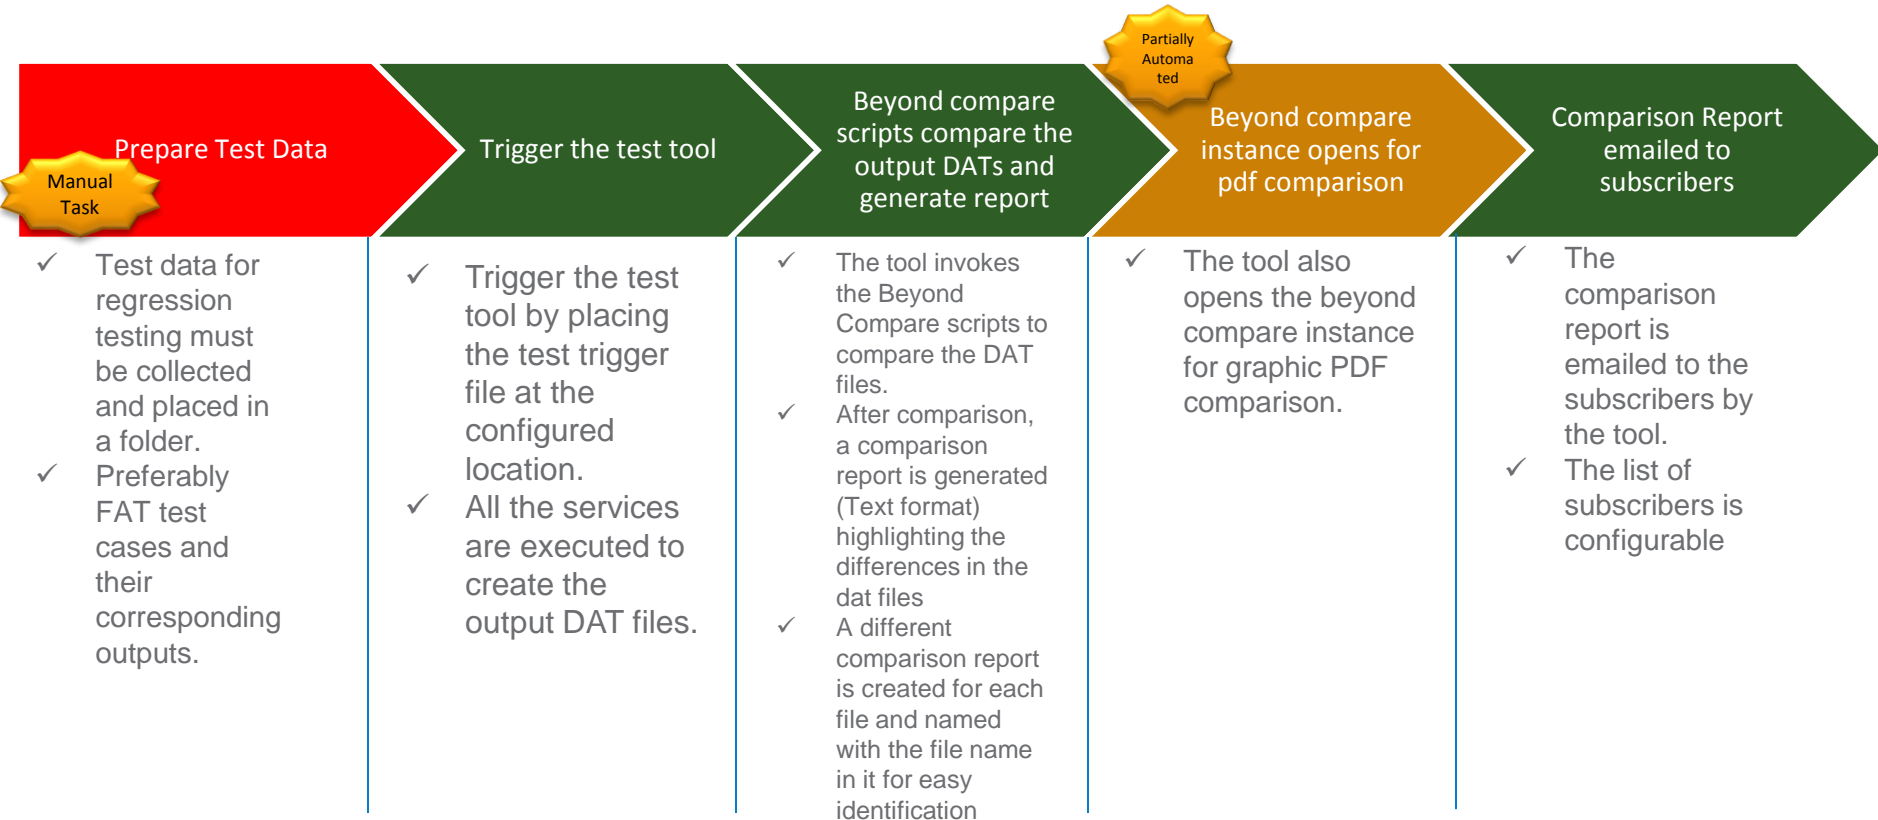 Partially
Automa
ted
Prepare Test Data
Manual
Task
Trigger the test tool
Beyond compare
scripts compare the
output DATs and
generate report
Beyond compare
instance opens for
pdf comparison
Comparison Report
emailed to
subscribers
✓ Test data for
regression
testing must
be collected
and placed in
a folder.
✓ Preferably
FAT test
cases and
their
corresponding
outputs.
✓ Trigger the test
tool by placing
the test trigger
file at the
configured
location.
✓ All the services
are executed to
create the
output DAT files.
✓ The tool invokes
the Beyond
Compare scripts to
compare the DAT
files.
✓ After comparison,
a comparison
report is generated
(Text format)
highlighting the
differences in the
dat files
✓ A different
comparison report
is created for each
file and named
with the file name
in it for easy
identification
✓ The tool also
opens the beyond
compare instance
for graphic PDF
comparison.
✓ The
comparison
report is
emailed to the
subscribers by
the tool.
✓ The list of
subscribers is
configurable